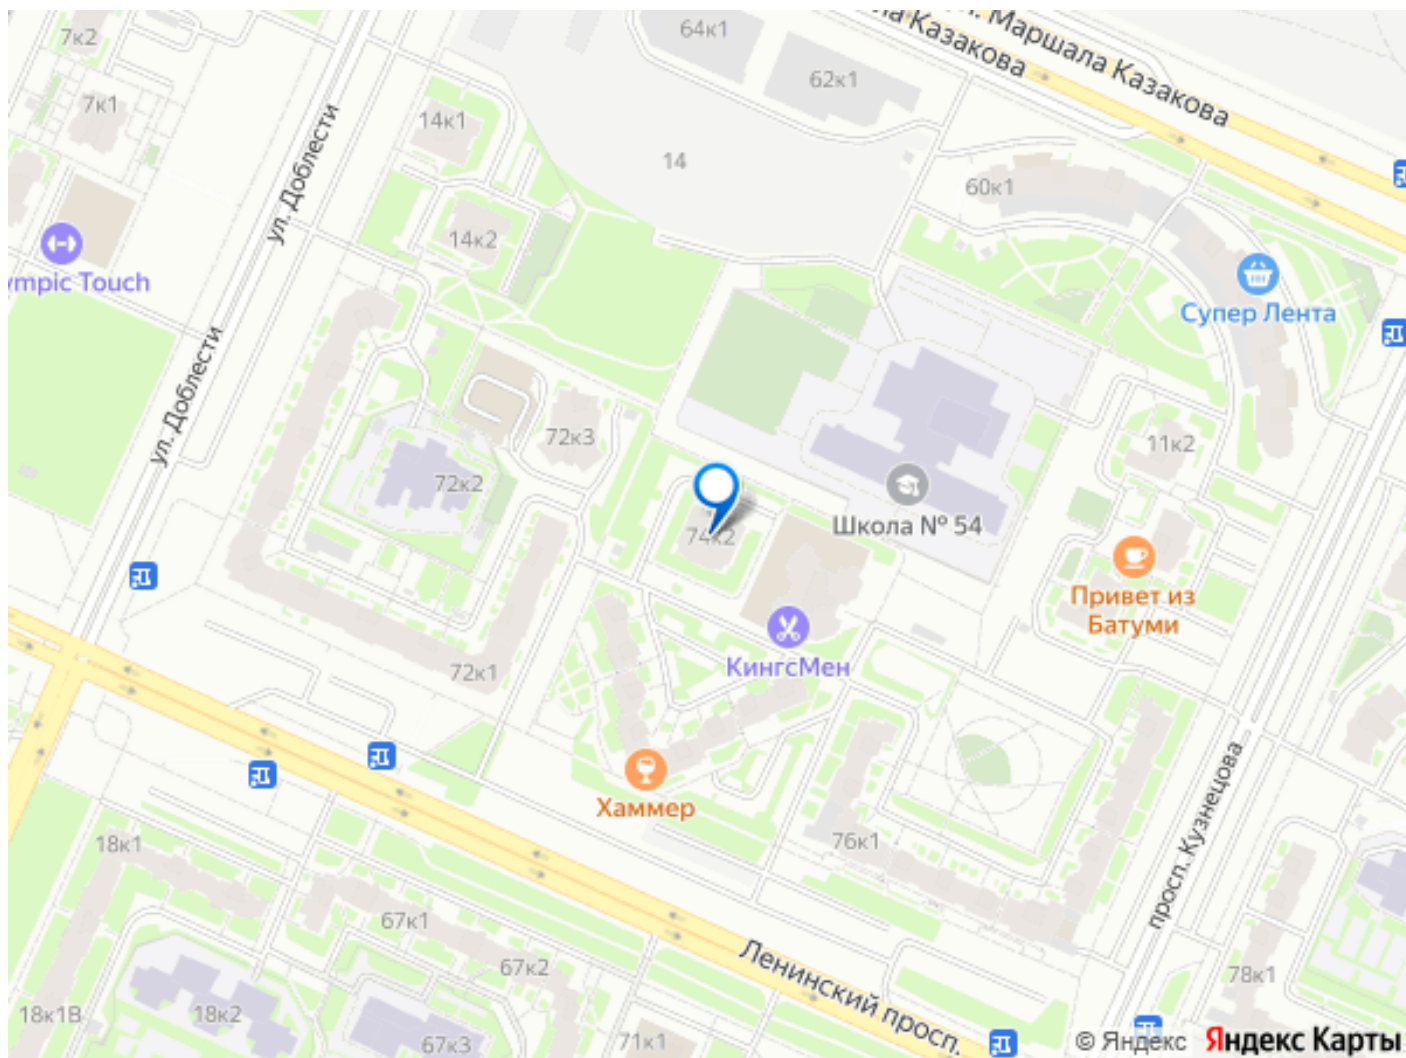 7к2
7к1
64к1
62к1
Казакова
Маршала Казакова
14к1
14
60к1
ул. Доблести
14к2
ympic Touch
Супер Лента
ул. Доблести
72к3
11к2
72к2
74к2
Школа № 54
Привет из
Батуми
КингсМен
72к1
Хаммер
просп. Кузнецова
18к1
76к1
67к1
67к2
Ленинский просп.
78к1
18к1В
18к2
67к3
71к1
© Яндекс Яндекс Карты